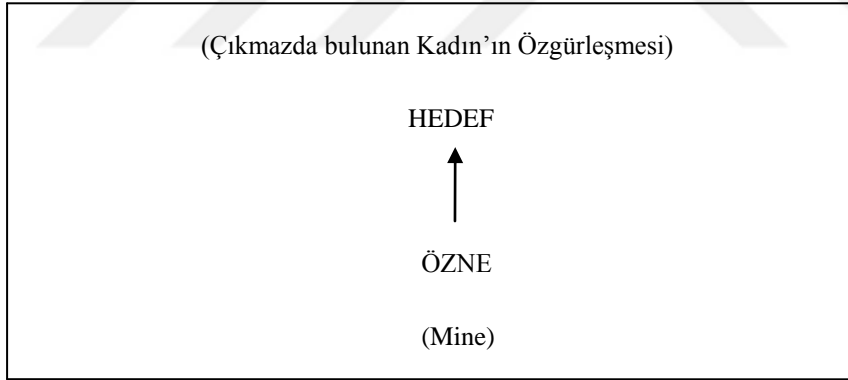 (Çıkmazda bulunan Kadın’ın Özgürleşmesi)
HEDEF
ÖZNE
(Mine)